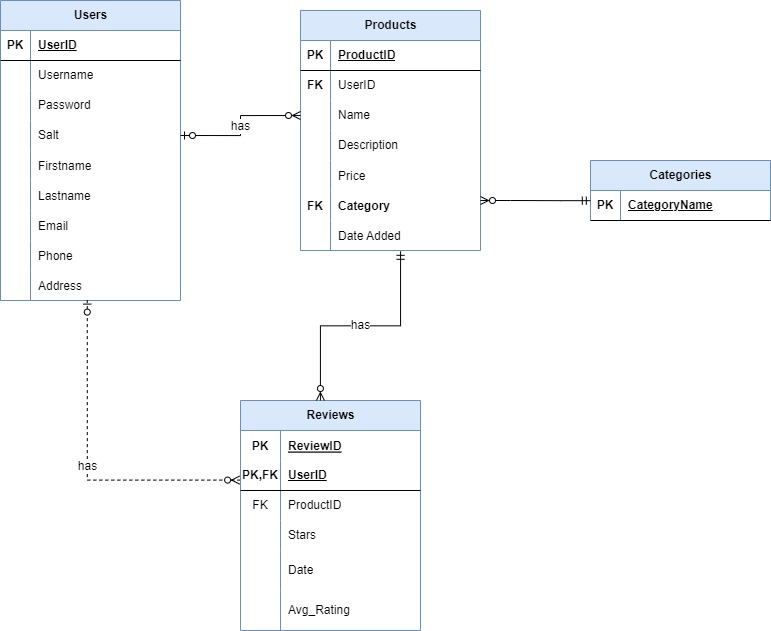 Users
PK UserID
Username
Password
Salt
Firstname
Lastname
Email
Phone
Address
has
Products
PK ProductID
FK UserID
Name
Description
Price
FK Category
Date Added
Categories
PK CategoryName
has
has
Reviews
PK ReviewID
PK,FK UserID
FK ProductID
Stars
Date
Avg_Rating